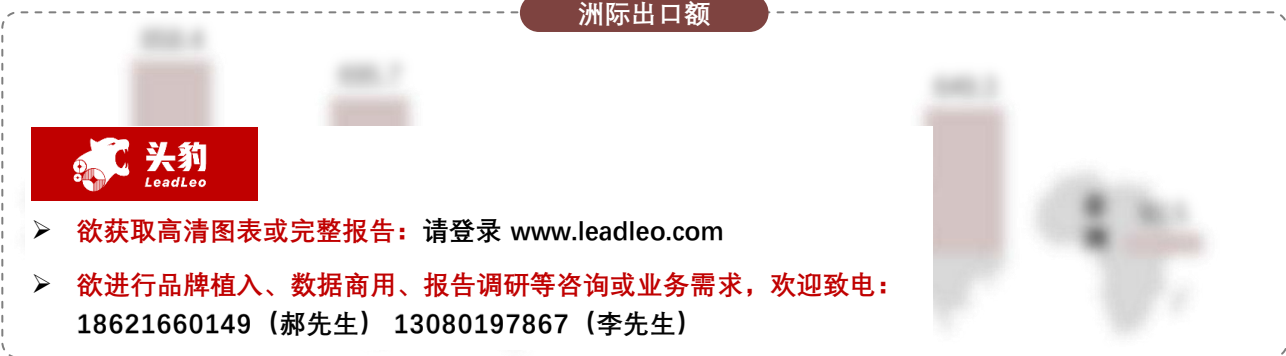 洲际出口额
头豹
LeadLeo
➢ 欲获取高清图表或完整报告：请登录 www.leadleo.com
➢ 欲进行品牌植入、数据商用、报告调研等咨询或业务需求，欢迎致电：
18621660149（郝先生） 13080197867（李先生）